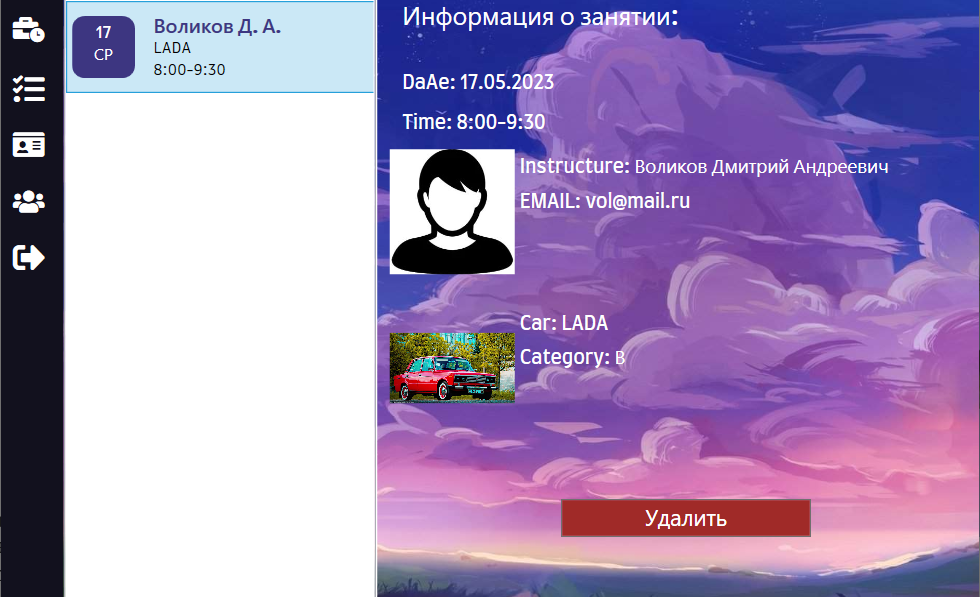 17
СР
Воликов Д. А.
LADA
8:00-9:30
Информация о занятии:
DaAe: 17.05.2023
Time: 8:00-9:30
Instructure: Воликов Дмитрий Андреевич
EMAIL: vol@mail.ru
Car: LADA
Category: B
Удалить